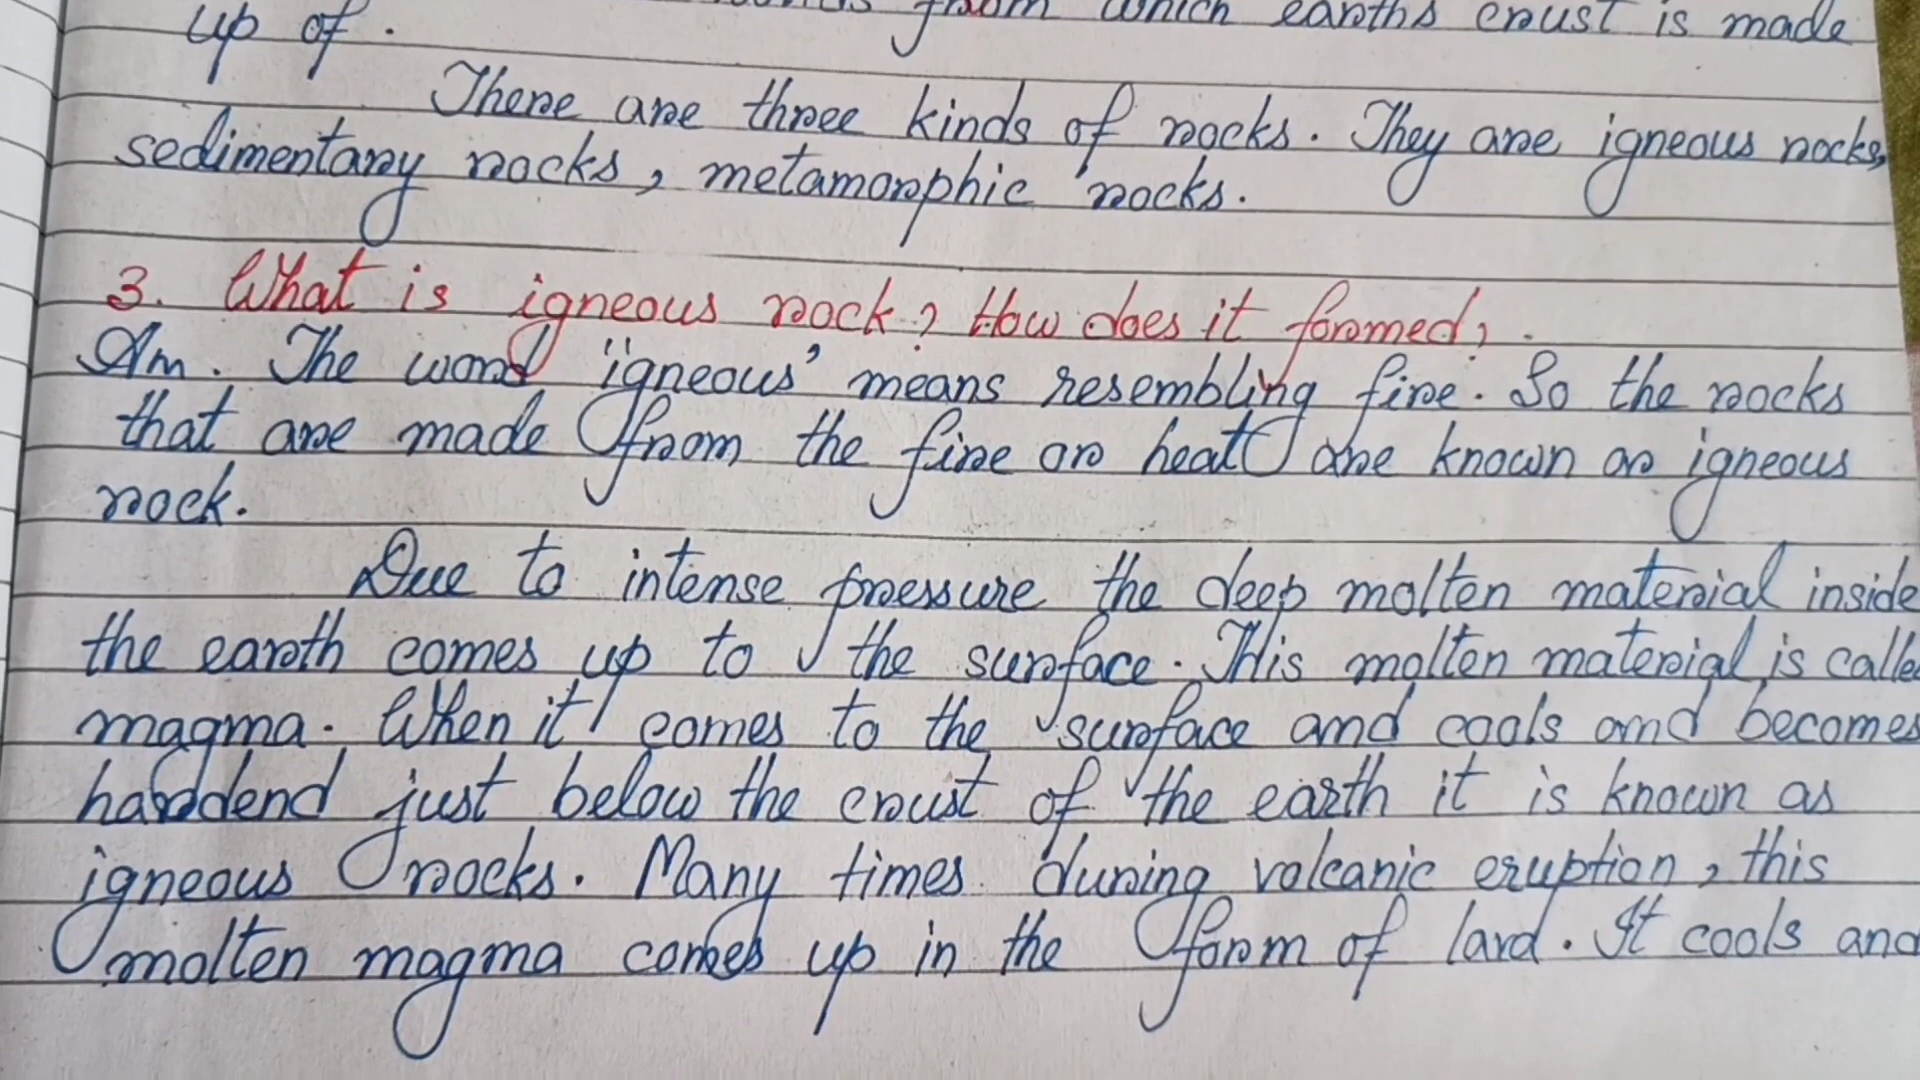 from which earths crust is made
up of.
There are three kinds of rocks. They are igneous rocks,
sedimentary rocks, metamorphic rocks.
3. What is igneous rock? How does it formed?
Ans. The word "igneous' means resembling fire. So the rocks
that are made from the fire or heat are known as igneous
rock.
Due to intense pressure the deep molten material inside
the earth comes up to the surface. This molten material is calle
magma. When it comes to the surface and cools and becomes
harddend just below the crust of the earth it is known as
igneous rocks. Many times during volcanic eruption, this
molten magma comes up in the form of lard. It cools and